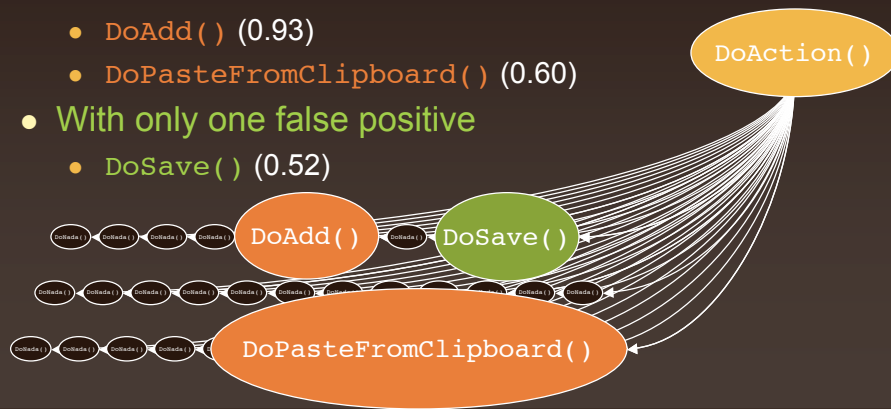 DoAction()
DoAdd() (0.93)
DoPasteFromClipboard() (0.60)
With only one false positive
DoSave() (0.52)
DoNada() DoNada() DoNada() DoNada() DoAdd() DoNada() DoSave()
DoNada() DoNada() DoNada() DoNada() DoNada() DoNada() DoNada() DoNada()
DoNada() DoNada() DoNada() DoNada() DoPasteFromClipboard()